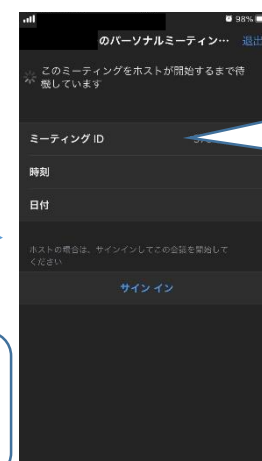 98%
のパーソナルミーティン… 退出
このミーティングをホストが開始するまで待
機しています
ミーティング ID
時刻
日付
ホストの場合は、サインインしてこの会議を開始して
ください
サイン イン